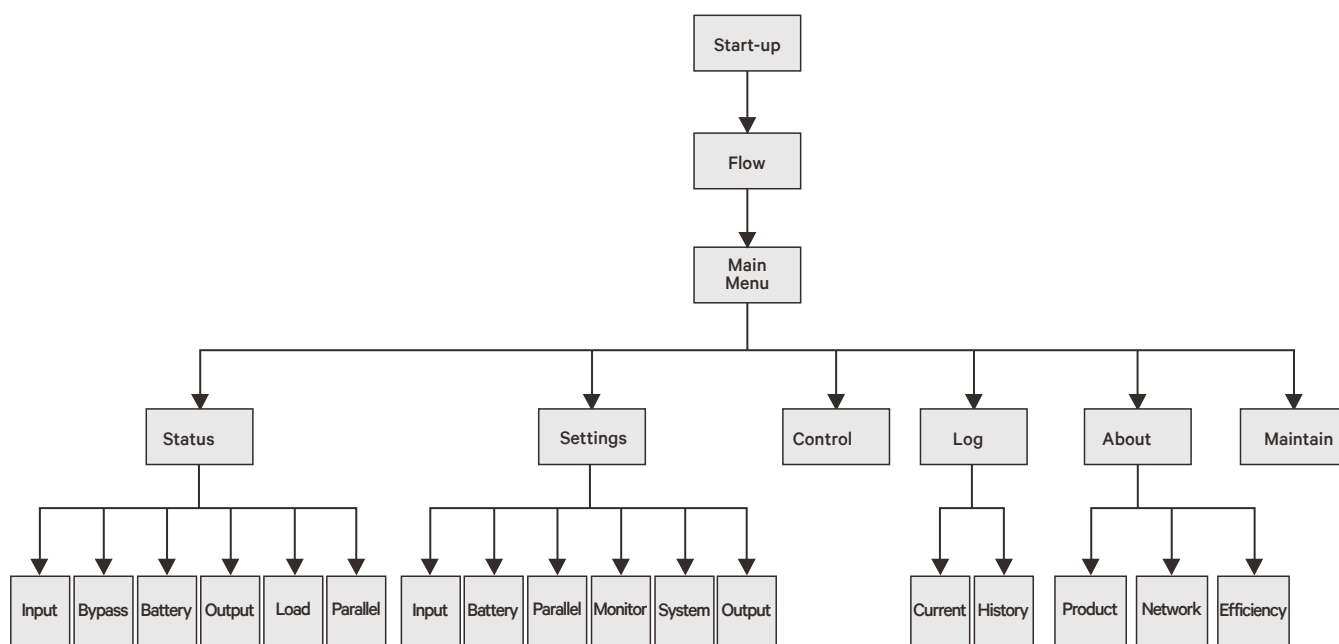 Start-up
Flow
Main
Menu
Status
Settings
Control
Log
About
Maintain
Input
Bypass
Battery
Output
Load
Parallel
Input
Battery
Parallel
Monitor
System
Output
Current
History
Product
Network
Efficiency